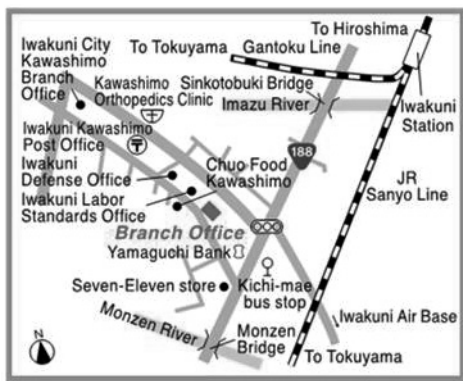 To Hiroshima
To Tokuyama
Gantoku Line
Iwakuni City
Kawashimo
Branch
Office
Kawashimo
Orthopedics Clinic
Sinkotobuki Bridge
Imazu River
Iwakuni
Station
Iwakuni Kawashimo
Post Office
〒
188
Iwakuni
Defense Office
Chuo Food
Kawashimo
JR
Sanyo Line
Iwakuni Labor
Standards Office
Branch Office
Yamaguchi Bank
Seven-Eleven store
Kichi-mae
bus stop
Iwakuni Air Base
Monzen River
Monzen
Bridge
To Tokuyama
N